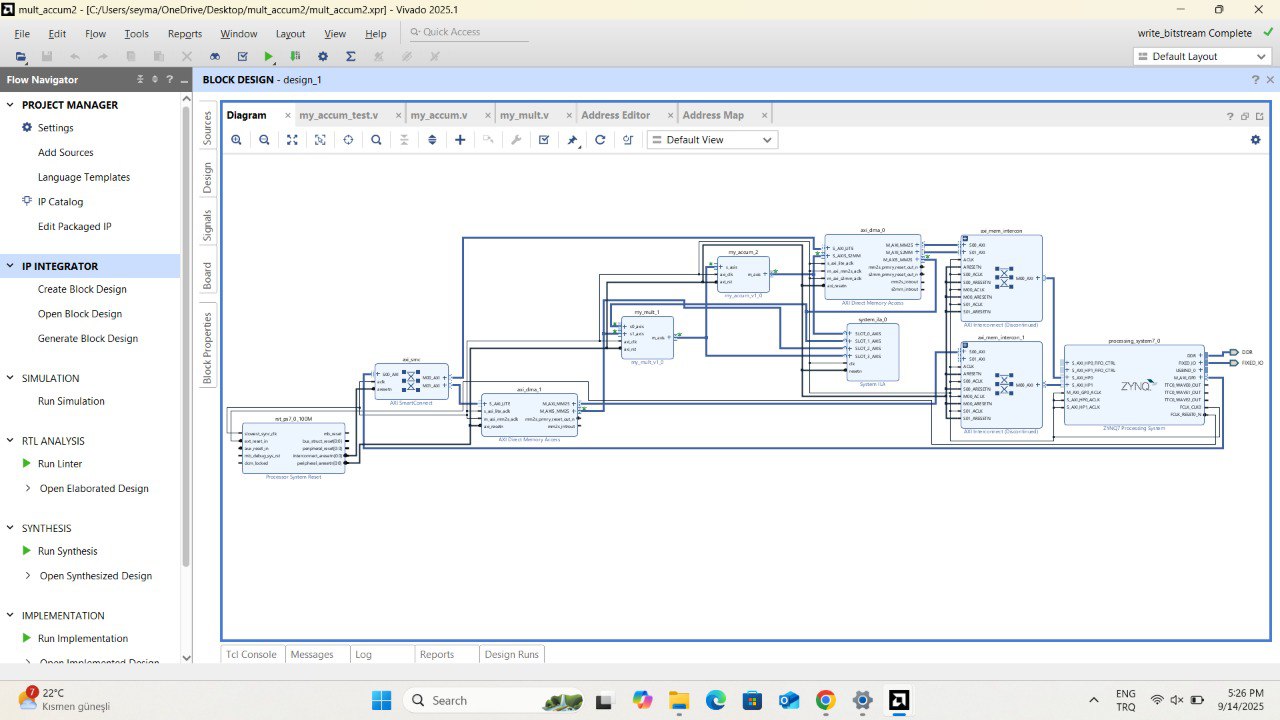 mult_accum2 - [C:/Users/seyma/OneDrive/Desktop/mult_accum2/mult_accum2.xpr] - Vivado 2025.1
File Edit Flow Tools Reports Window Layout View Help Quick Access
write_bitstream Complete
Default Layout
Flow Navigator
BLOCK DESIGN - design_1
PROJECT MANAGER
Settings
Add Sources
Language Templates
IP Catalog
Edit Packaged IP
IP INTEGRATOR
Create Block Design
Open Block Design
Generate Block Design
SIMULATION
Run Simulation
RTL ANALYSIS
Run Linter
Open Elaborated Design
SYNTHESIS
Run Synthesis
Open Synthesized Design
IMPLEMENTATION
Run Implementation
Open Implemented Design
Sources
Design
Signals
Board
Block Properties
Diagram my_accum_test.v my_accum.v my_mult.v Address Editor Address Map
Default View
axi_dma_0
S_AXI_LITE
S_AXIS_S2MM
s_axi_lite_aclk
m_axi_mm2s_aclk
m_axi_s2mm_aclk
axi_resetn
M_AXI_MM2S
M_AXI_S2MM
M_AXIS_MM2S
mm2s_prmry_reset_out_n
s2mm_prmry_reset_out_n
mm2s_introut
s2mm_introut
AXI Direct Memory Access
axi_mem_intercon
S00_AXI
S01_AXI
ACLK
ARESETN
S00_ACLK
S00_ARESETN
M00_ACLK
M00_ARESETN
S01_ACLK
S01_ARESETN
M00_AXI
AXI Interconnect (Discontinued)
my_accum_2
s_axis
axi_clk
axi_rst
m_axis
my_accum_v1_0
my_mult_1
s0_axis
s1_axis
axi_clk
axi_rst
m_axis
my_mult_v1_0
system_ila_0
SLOT_0_AXIS
SLOT_1_AXIS
SLOT_2_AXIS
SLOT_3_AXIS
clk
resetn
System ILA
axi_mem_intercon_1
S00_AXI
S01_AXI
ACLK
ARESETN
S00_ACLK
S00_ARESETN
M00_ACLK
M00_ARESETN
S01_ACLK
S01_ARESETN
M00_AXI
AXI Interconnect (Discontinued)
processing_system7_0
S_AXI_HP0_FIFO_CTRL
S_AXI_HP1_FIFO_CTRL
S_AXI_HP0
S_AXI_HP1
M_AXI_GP0_ACLK
S_AXI_HP0_ACLK
S_AXI_HP1_ACLK
ZYNQ
DDR
FIXED_IO
USBIND_0
M_AXI_GP0
TTC0_WAVE0_OUT
TTC0_WAVE1_OUT
TTC0_WAVE2_OUT
FCLK_CLK0
FCLK_RESET0_N
ZYNQ7 Processing System
DDR
FIXED_IO
axi_smc
S00_AXI
aclk
aresetn
M00_AXI
M01_AXI
AXI SmartConnect
axi_dma_1
S_AXI_LITE
s_axi_lite_aclk
m_axi_mm2s_aclk
axi_resetn
M_AXI_MM2S
M_AXIS_MM2S
mm2s_prmry_reset_out_n
mm2s_introut
AXI Direct Memory Access
rst_ps7_0_100M
slowest_sync_clk
ext_reset_in
aux_reset_in
mb_debug_sys_rst
dcm_locked
mb_reset
bus_struct_reset[0:0]
peripheral_reset[0:0]
interconnect_aresetn[0:0]
peripheral_aresetn[0:0]
Processor System Reset
Tcl Console Messages Log Reports Design Runs
7
22°C
Kısmen güneşli
Search
ENG
TRQ
5:26 PM
9/14/2025